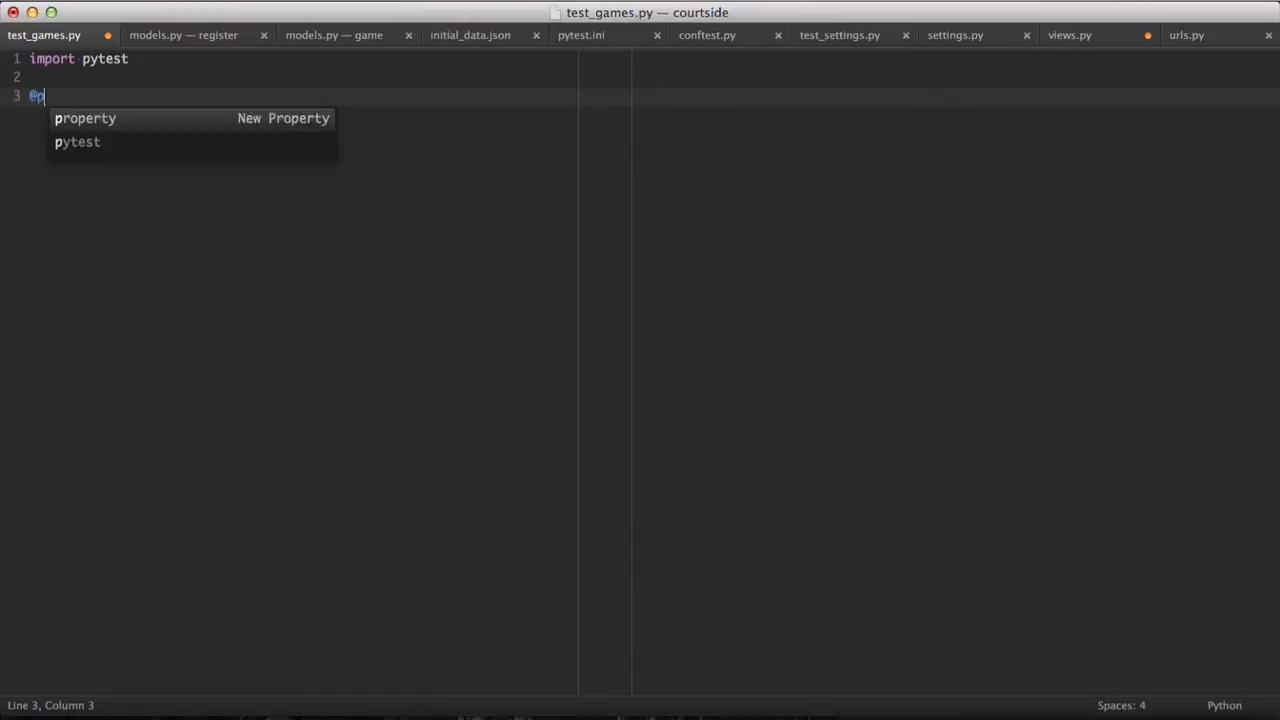 test_games.py — courtside
test_games.py models.py — register models.py — game initial_data.json pytest.ini conftest.py test_settings.py settings.py views.py urls.py
1 import pytest
2
3 @p
property New Property
pytest
Line 3, Column 3 Spaces: 4 Python